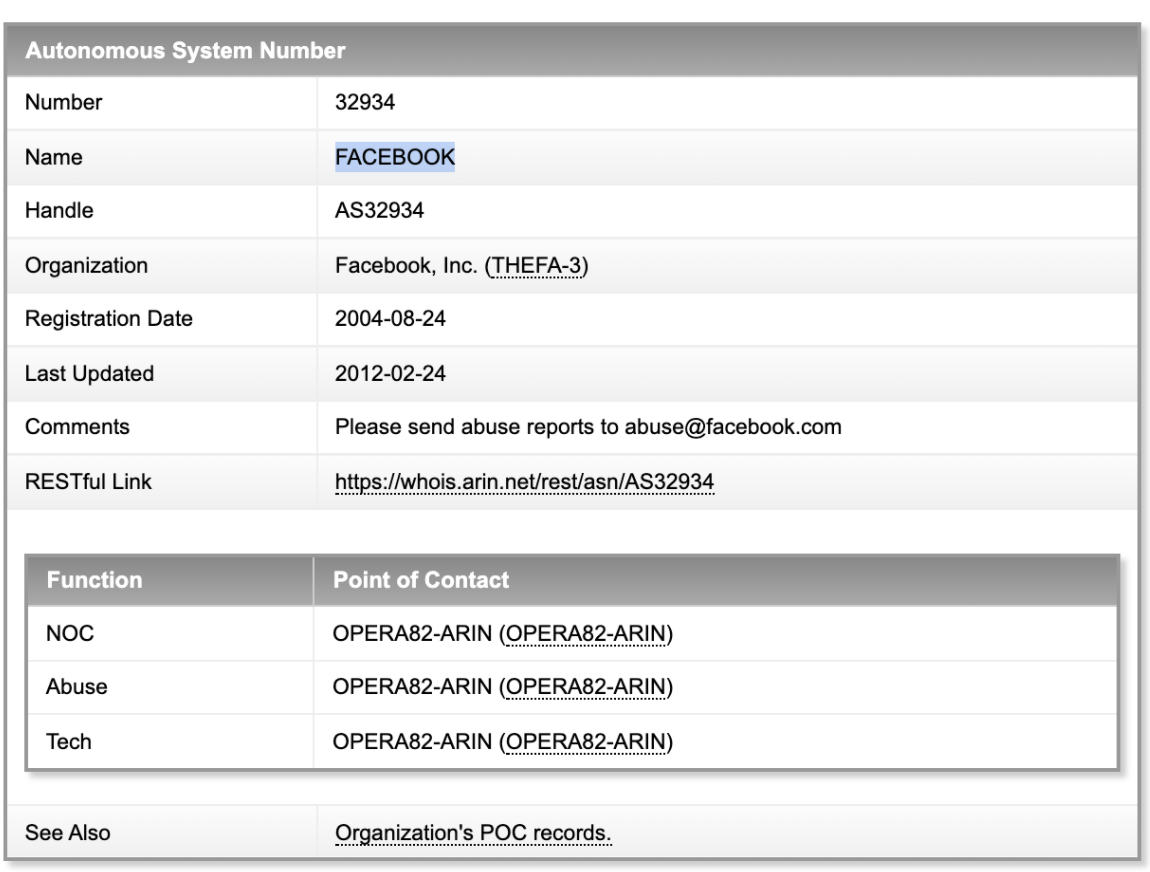 Autonomous System Number
Number 32934
Name FACEBOOK
Handle AS32934
Organization Facebook, Inc. (THEFA-3)
Registration Date 2004-08-24
Last Updated 2012-02-24
Comments Please send abuse reports to abuse@facebook.com
RESTful Link https://whois.arin.net/rest/asn/AS32934
Function Point of Contact
NOC OPERA82-ARIN (OPERA82-ARIN)
Abuse OPERA82-ARIN (OPERA82-ARIN)
Tech OPERA82-ARIN (OPERA82-ARIN)
See Also Organization's POC records.